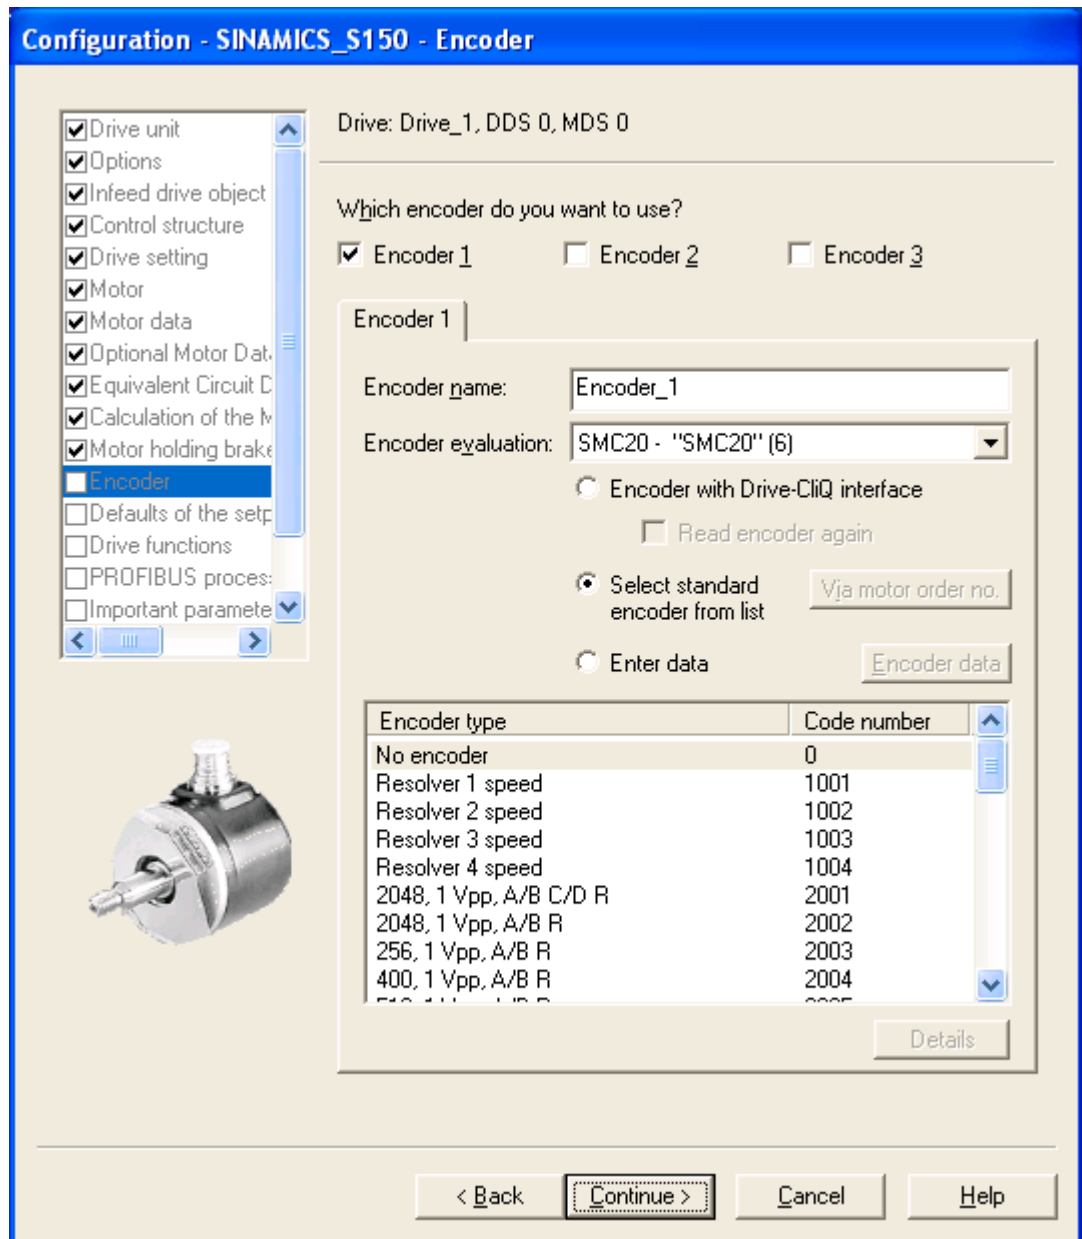 Configuration - SINAMICS_S150 - Encoder
Drive unit
Options
Infeed drive object
Control structure
Drive setting
Motor
Motor data
Optional Motor Dat
Equivalent Circuit D
Calculation of the M
Motor holding brake
Encoder
Defaults of the setp
Drive functions
PROFIBUS process
Important paramete
Drive: Drive_1, DDS 0, MDS 0
Which encoder do you want to use?
Encoder 1 Encoder 2 Encoder 3
Encoder 1
Encoder name: Encoder_1
Encoder evaluation: SMC20 - "SMC20" (6)
Encoder with Drive-CliQ interface
Read encoder again
Select standard
encoder from list
Via motor order no.
Enter data Encoder data
Encoder type Code number
No encoder 0
Resolver 1 speed 1001
Resolver 2 speed 1002
Resolver 3 speed 1003
Resolver 4 speed 1004
2048, 1 Vpp, A/B C/D R 2001
2048, 1 Vpp, A/B R 2002
256, 1 Vpp, A/B R 2003
400, 1 Vpp, A/B R 2004
Details
< Back Continue > Cancel Help